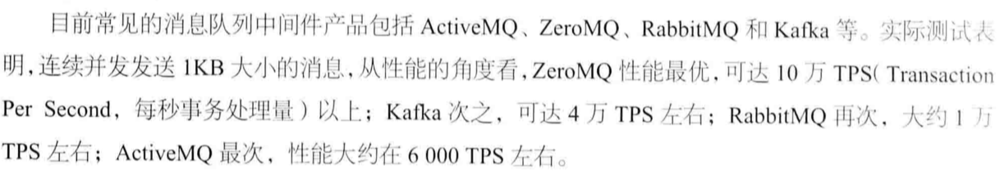 目前常见的消息队列中间件产品包括 ActiveMQ、ZeroMQ、RabbitMQ 和 Kafka 等。实际测试表
明,连续并发发送 1KB 大小的消息,从性能的角度看,ZeroMQ 性能最优,可达 10 万 TPS( Transaction
Per Second，每秒事务处理量）以上；Kafka 次之，可达 4 万 TPS 左右；RabbitMQ 再次，大约 1 万
TPS 左右；ActiveMQ 最次，性能大约在 6 000 TPS 左右。